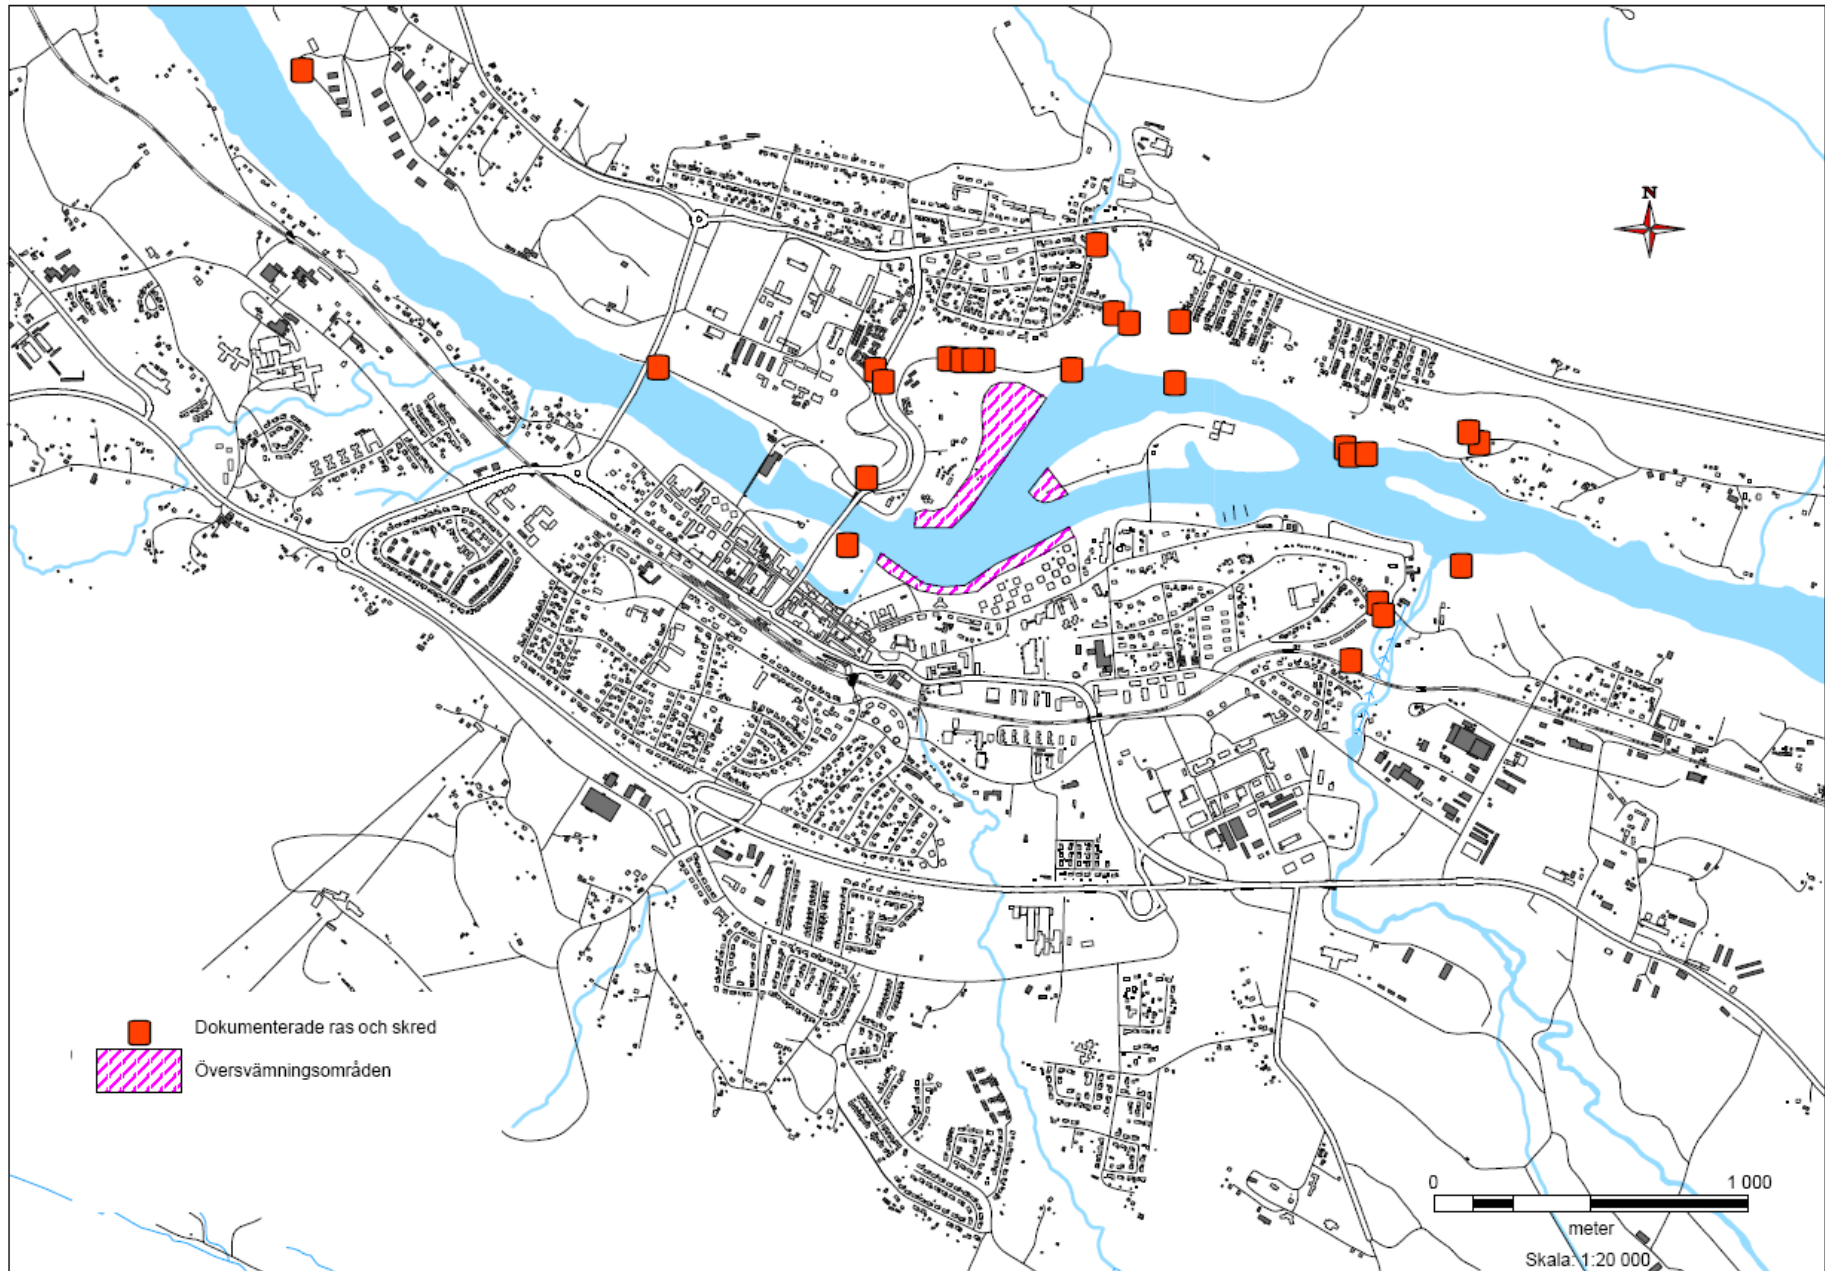 N
Dokumenterade ras och skred
Översvämningsområden
0 1 000
meter
Skala: 1:20 000